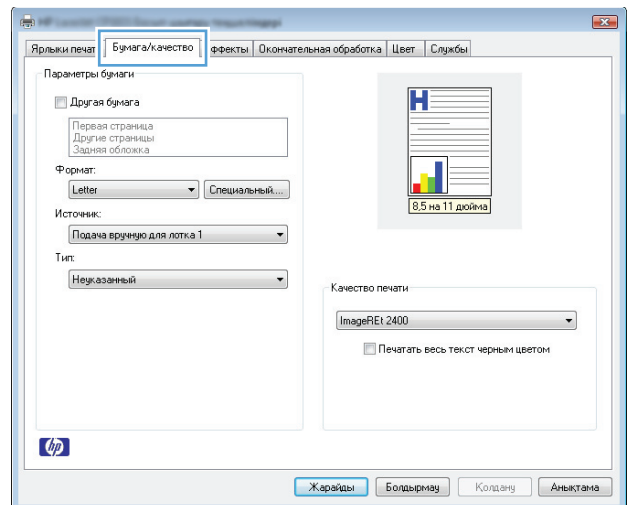 Ярлыки печат Бумага/качество ффекты Окончательная обработка Цвет Службы
Параметры бумаги
Другая бумага
Первая страница
Другие страницы
Задняя обложка
Формат:
Letter Специальный....
Источник:
Подача вручную для лотка 1
Тип:
Неуказанный
H
8,5 на 11 дюйма
Качество печати
ImageREt 2400
Печатать весь текст черным цветом
hp
Жарайды Болдырмау Қолдану Анықтама